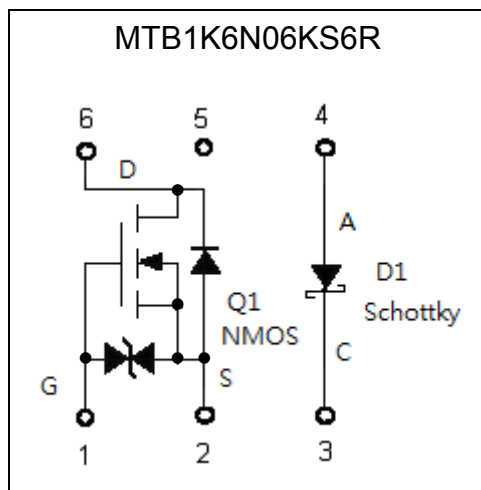 MTB1K6N06KS6R
6 5 4
D
A
Q1 D1
NMOS Schottky
G S C
1 2 3